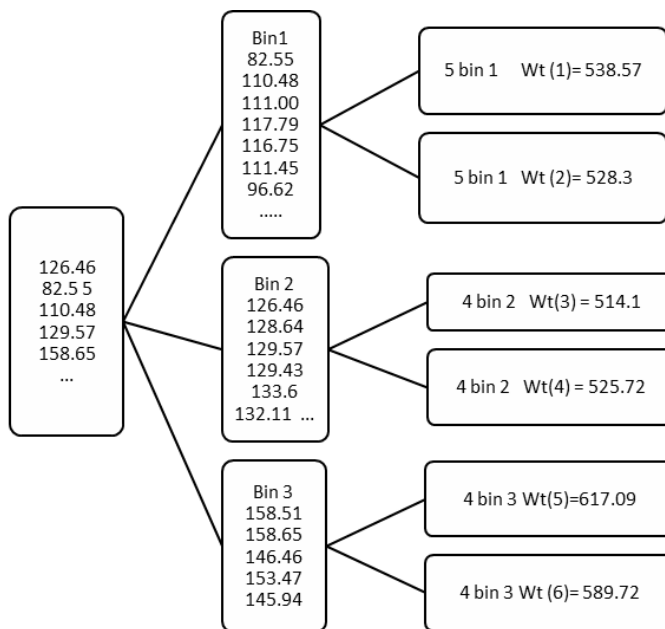 126.46
82.5 5
110.48
129.57
158.65
...
Bin1
82.55
110.48
111.00
117.79
116.75
111.45
96.62
.....
Bin 2
126.46
128.64
129.57
129.43
133.6
132.11 ...
Bin 3
158.51
158.65
146.46
153.47
145.94
5 bin 1 Wt (1)= 538.57
5 bin 1 Wt (2)= 528.3
4 bin 2 Wt(3) = 514.1
4 bin 2 Wt(4) = 525.72
4 bin 3 Wt(5)=617.09
4 bin 3 Wt (6)= 589.72